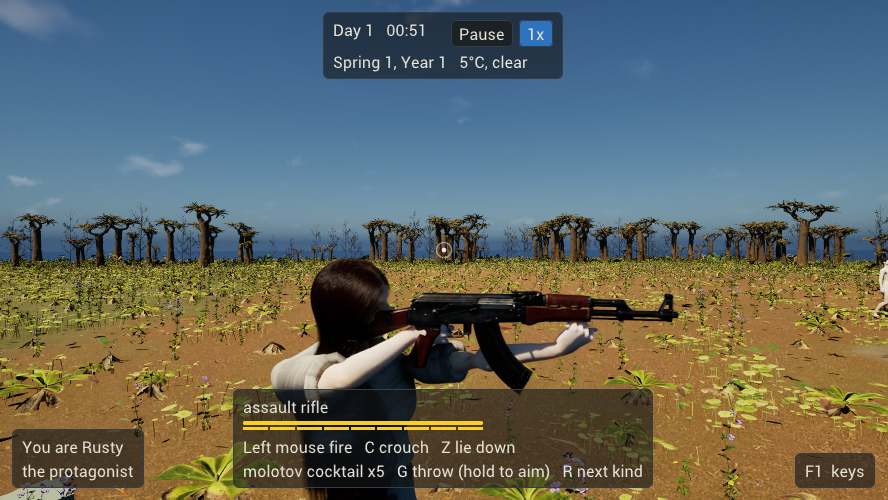 Day 1 00:51 Pause 1x
Spring 1, Year 1 5°C, clear
assault rifle
Left mouse fire C crouch Z lie down
molotov cocktail x5 G throw (hold to aim) R next kind
You are Rusty
the protagonist
F1 keys